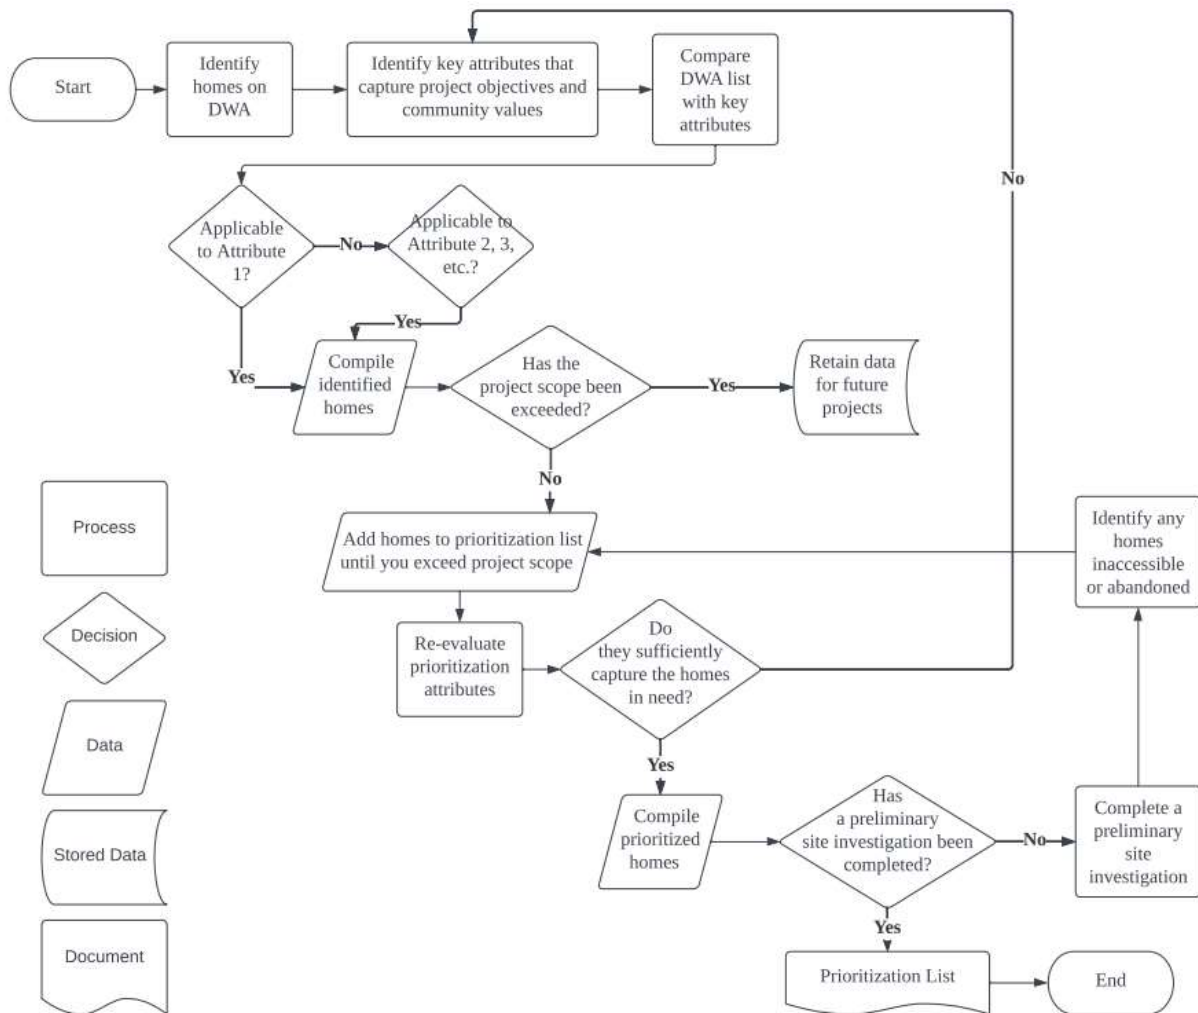 Start
Identify
homes on
DWA
Identify key attributes that
capture project objectives and
community values
Compare
DWA list
with key
attributes
No
Applicable
to Attribute
1?
No
Applicable to
Attribute 2, 3,
etc.?
Yes
Yes
Compile
identified
homes
Has the
project scope been
exceeded?
Yes
Retain data
for future
projects
No
Process
Add homes to prioritization list
until you exceed project scope
Identify any
homes
inaccessible
or abandoned
Decision
Re-evaluate
prioritization
attributes
Do
they sufficiently
capture the homes
in need?
Yes
Data
Compile
prioritized
homes
Has
a preliminary
site investigation been
completed?
No
Complete a
preliminary
site
investigation
Stored Data
Yes
Document
Prioritization List
End